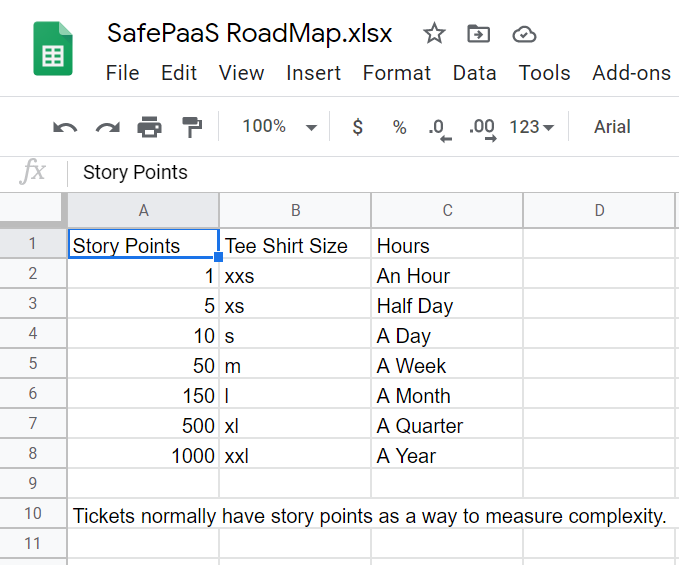 SafePaaS RoadMap.xlsx
File Edit View Insert Format Data Tools Add-ons
100% $ % .0 .00 123 Arial
fx Story Points
A B C D
1 Story Points Tee Shirt Size Hours
2 1 xxs An Hour
3 5 xs Half Day
4 10 s A Day
5 50 m A Week
6 150 l A Month
7 500 xl A Quarter
8 1000 xxl A Year
9
10 Tickets normally have story points as a way to measure complexity.
11